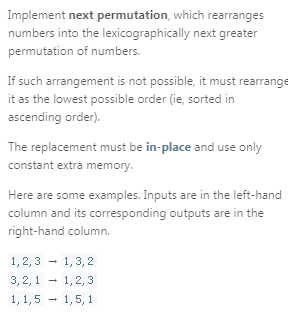 Implement next permutation, which rearranges
numbers into the lexicographically next greater
permutation of numbers.
If such arrangement is not possible, it must rearrange
it as the lowest possible order (ie, sorted in
ascending order).
The replacement must be in-place and use only
constant extra memory.
Here are some examples. Inputs are in the left-hand
column and its corresponding outputs are in the
right-hand column.
1,2,3 → 1,3,2
3,2,1 → 1,2,3
1,1,5 → 1,5,1